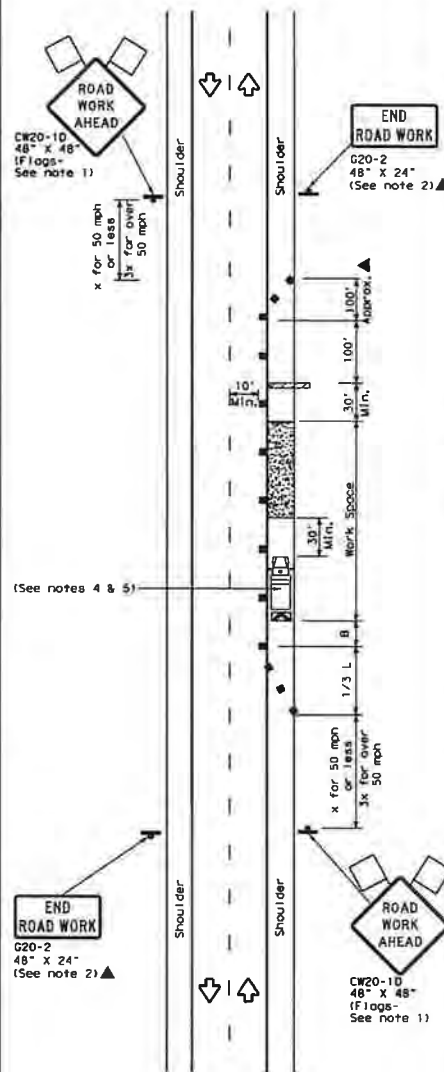 ROAD
WORK
AHEAD
CW20-1D
48" X 48"
(Flags-
See note 1)
Shoulder
Shoulder
END
ROAD WORK
G20-2
48" X 24"
(See note 2)▲
x for 50 mph
or less
3x for over
50 mph
100'
Approx.
100'
10'
Min.
30'
Min.
Work Space
30'
Min.
(See notes 4 & 5)
B
1/3 L
x for 50 mph
or less
3x for over
50 mph
END
ROAD WORK
G20-2
48" X 24"
(See note 2)▲
Shoulder
Shoulder
ROAD
WORK
AHEAD
CW20-1D
48" X 48"
(Flags-
See note 1)